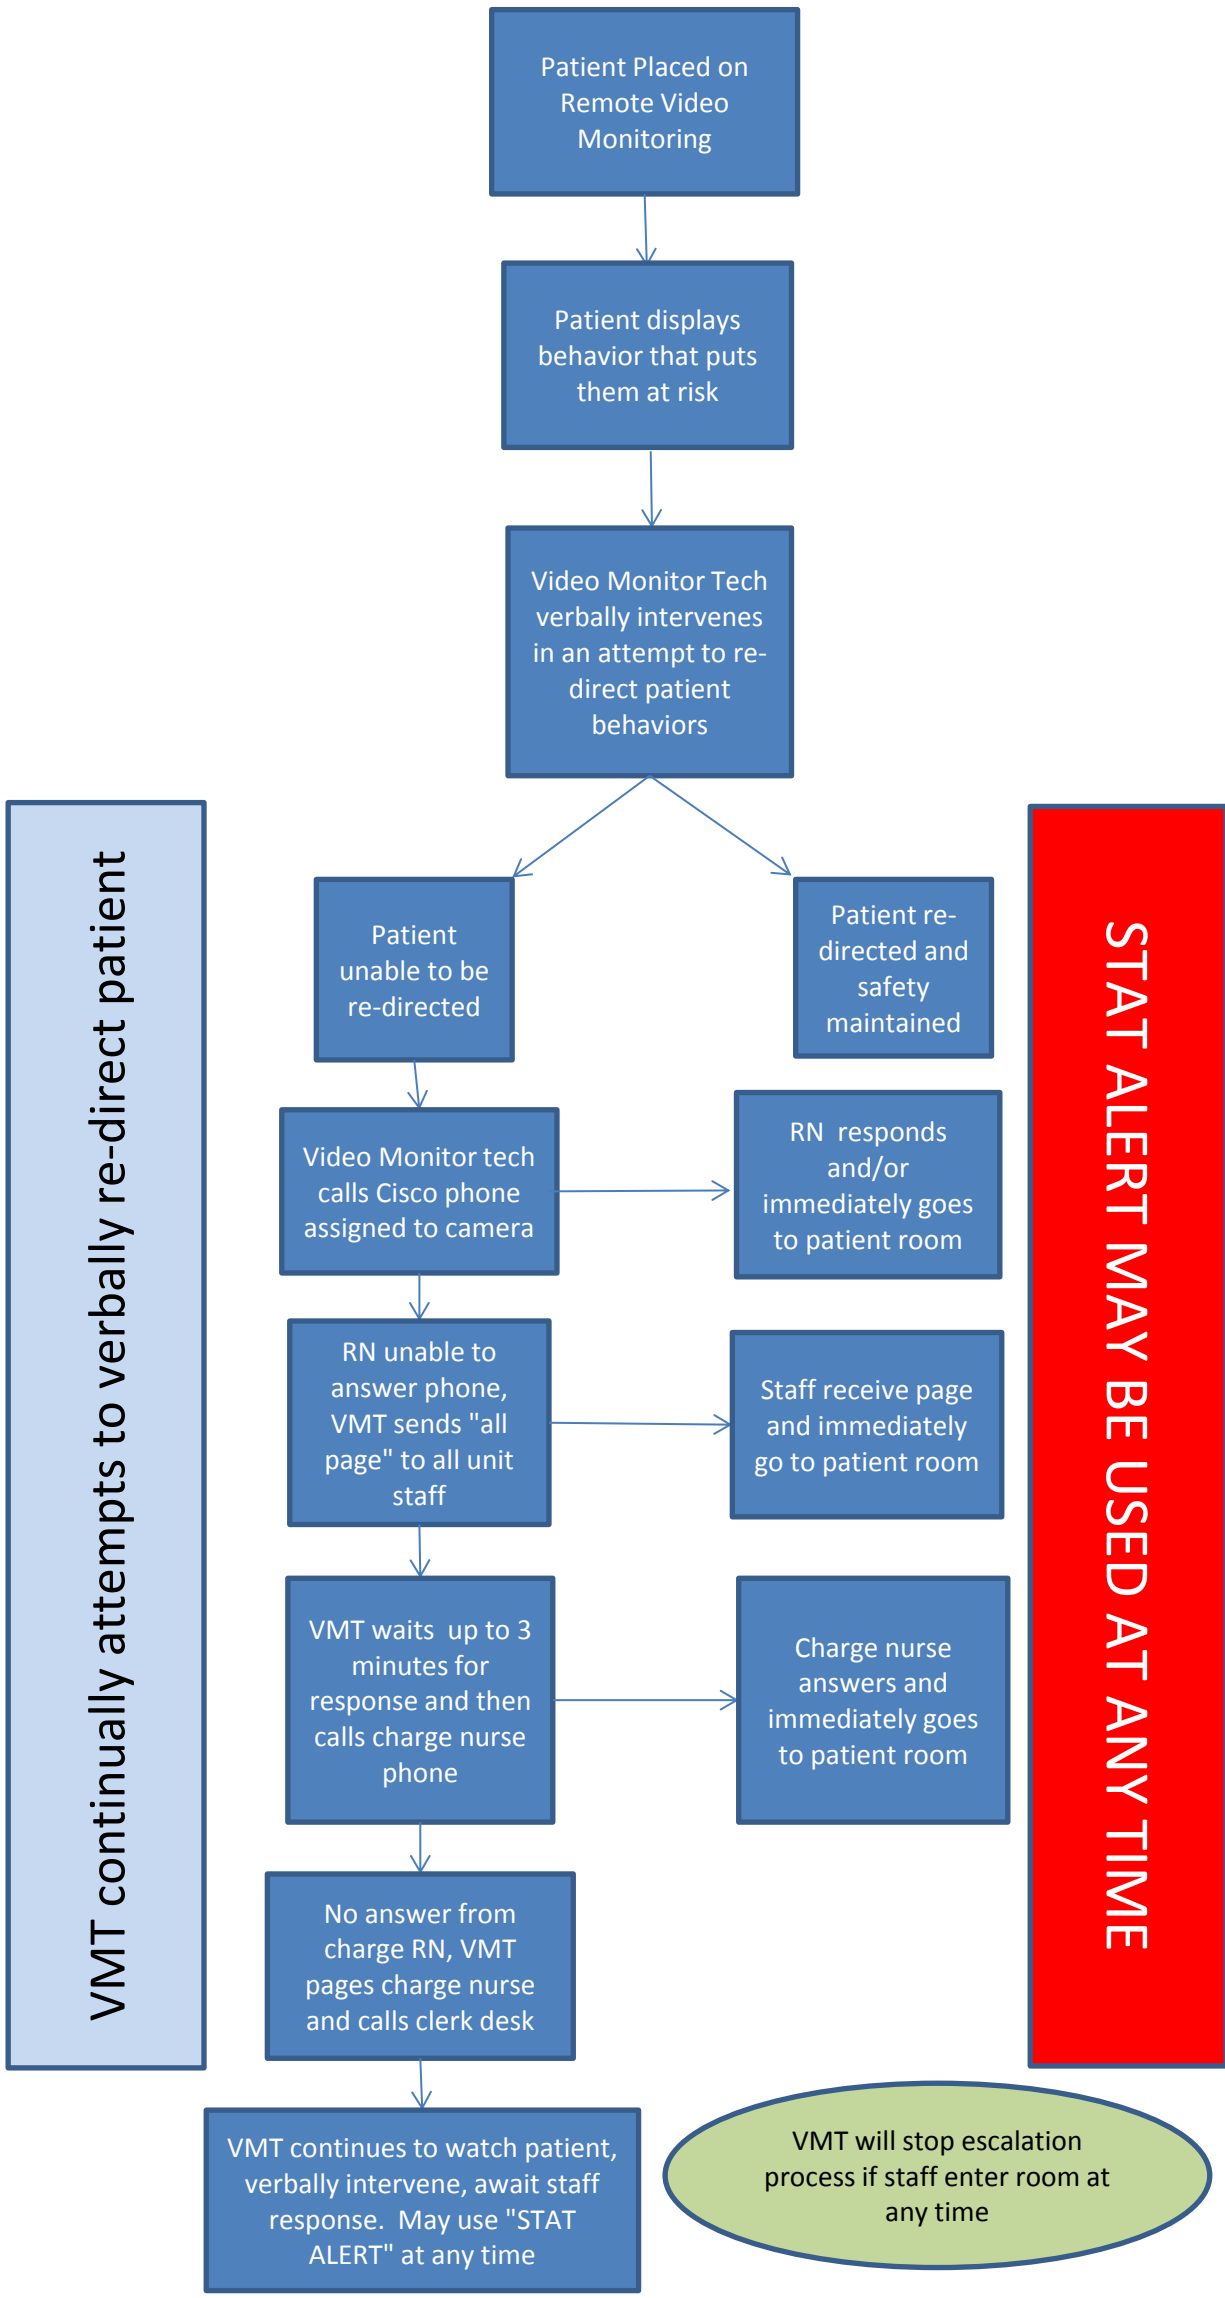 Patient Placed on
Remote Video
Monitoring
Patient displays
behavior that puts
them at risk
Video Monitor Tech
verbally intervenes
in an attempt to re-
direct patient
behaviors
VMT continually attempts to verbally re-direct patient
Patient
unable to be
re-directed
Patient re-
directed and
safety
maintained
STAT ALERT MAY BE USED AT ANY TIME
Video Monitor tech
calls Cisco phone
assigned to camera
RN  responds
and/or
immediately goes
to patient room
RN unable to
answer phone,
VMT sends "all
page" to all unit
staff
Staff receive page
and immediately
go to patient room
VMT waits  up to 3
minutes for
response and then
calls charge nurse
phone
Charge nurse
answers and
immediately goes
to patient room
No answer from
charge RN, VMT
pages charge nurse
and calls clerk desk
VMT continues to watch patient,
verbally intervene, await staff
response.  May use "STAT
ALERT" at any time
VMT will stop escalation
process if staff enter room at
any time